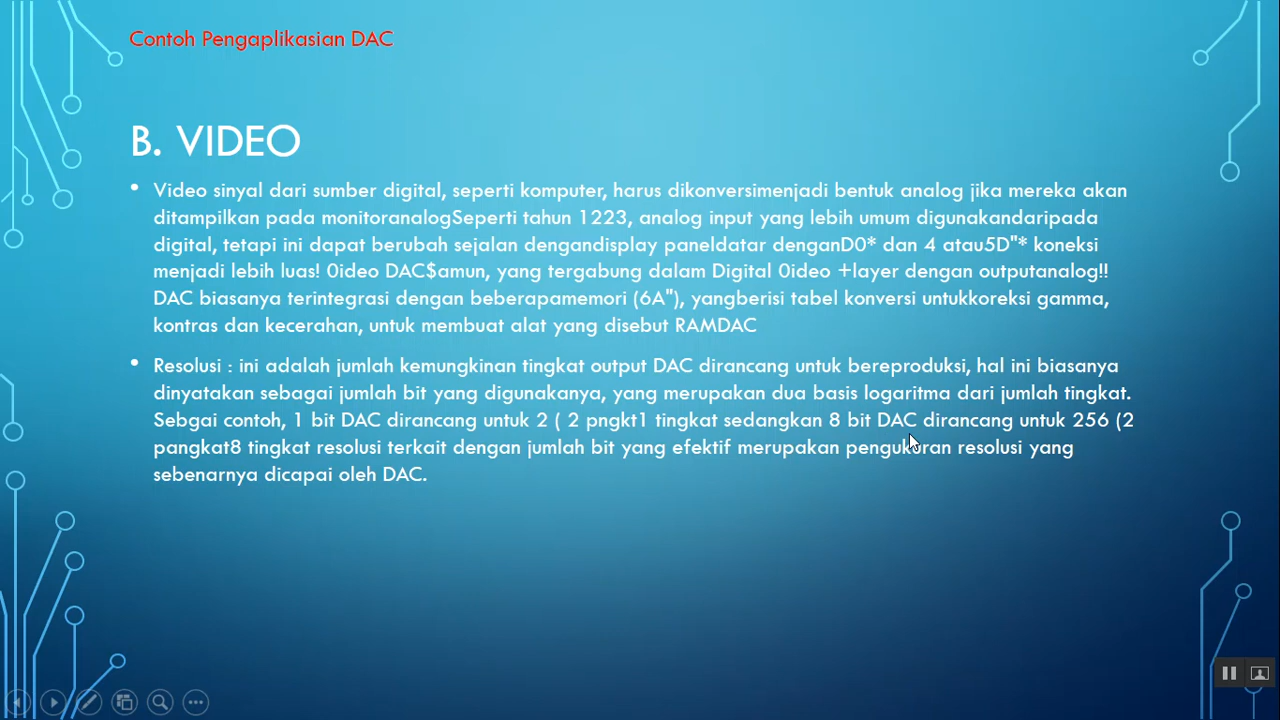 Contoh Pengaplikasian DAC
B. VIDEO
• Video sinyal dari sumber digital, seperti komputer, harus dikonversimenjadi bentuk analog jika mereka akan
ditampilkan pada monitoranalogSeperti tahun 1223, analog input yang lebih umum digunakandaripada
digital, tetapi ini dapat berubah sejalan dengandisplay paneldatar denganD0* dan 4 atau5D"* koneksi
menjadi lebih luas! 0ideo DAC$amun, yang tergabung dalam Digital 0ideo +layer dengan outputanalog!!
DAC biasanya terintegrasi dengan beberapamemori (6A"), yangberisi tabel konversi untukkoreksi gamma,
kontras dan kecerahan, untuk membuat alat yang disebut RAMDAC
• Resolusi : ini adalah jumlah kemungkinan tingkat output DAC dirancang untuk bereproduksi, hal ini biasanya
dinyatakan sebagai jumlah bit yang digunakanya, yang merupakan dua basis logaritma dari jumlah tingkat.
Sebgai contoh, 1 bit DAC dirancang untuk 2 ( 2 pngkt1 tingkat sedangkan 8 bit DAC dirancang untuk 256 (2
pangkat8 tingkat resolusi terkait dengan jumlah bit yang efektif merupakan pengukuran resolusi yang
sebenarnya dicapai oleh DAC.